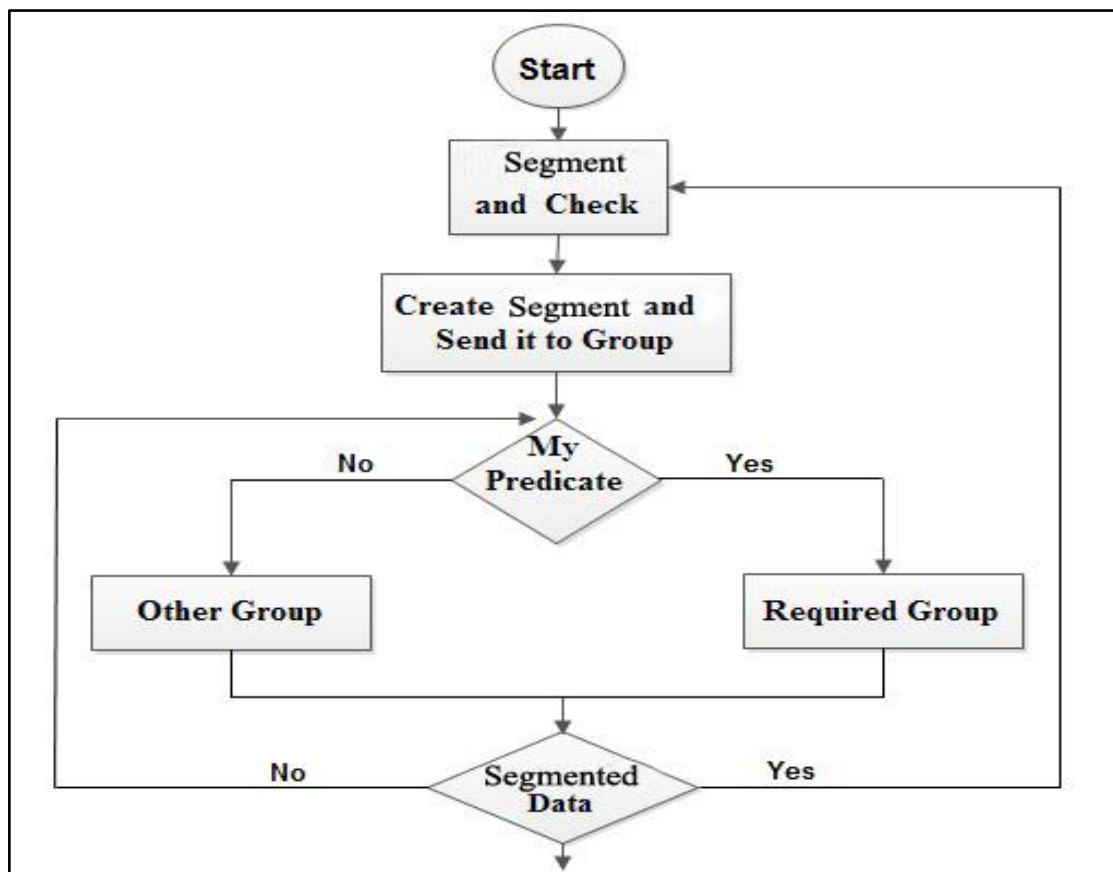 Start
Segment
and Check
Create Segment and
Send it to Group
My
Predicate
No
Yes
Other Group
Required Group
No
Yes
Segmented
Data